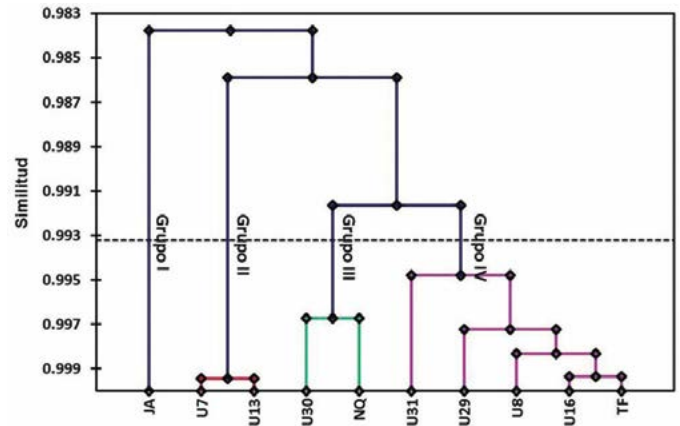 0.983
0.985
0.987
0.989
0.991
0.993
0.995
0.997
0.999
Similitud
Grupo I
Grupo II
Grupo III
Grupo IV
JA
U7
U13
U30
NQ
U31
U29
U8
U16
TF